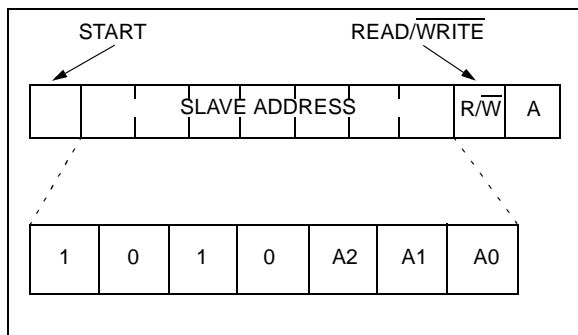 START READ/WRITE
SLAVE ADDRESS R/W A
1 0 1 0 A2 A1 A0